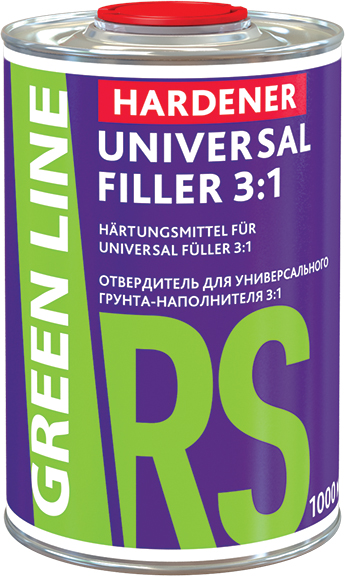 GREEN LINE
HARDENER
UNIVERSAL
FILLER 3:1
HÄRTUNGSMITTEL FÜR
UNIVERSAL FÜLLER 3:1
ОТВЕРДИТЕЛЬ ДЛЯ УНИВЕРСАЛЬНОГО
ГРУНТА-НАПОЛНИТЕЛЯ 3:1
RS
1000